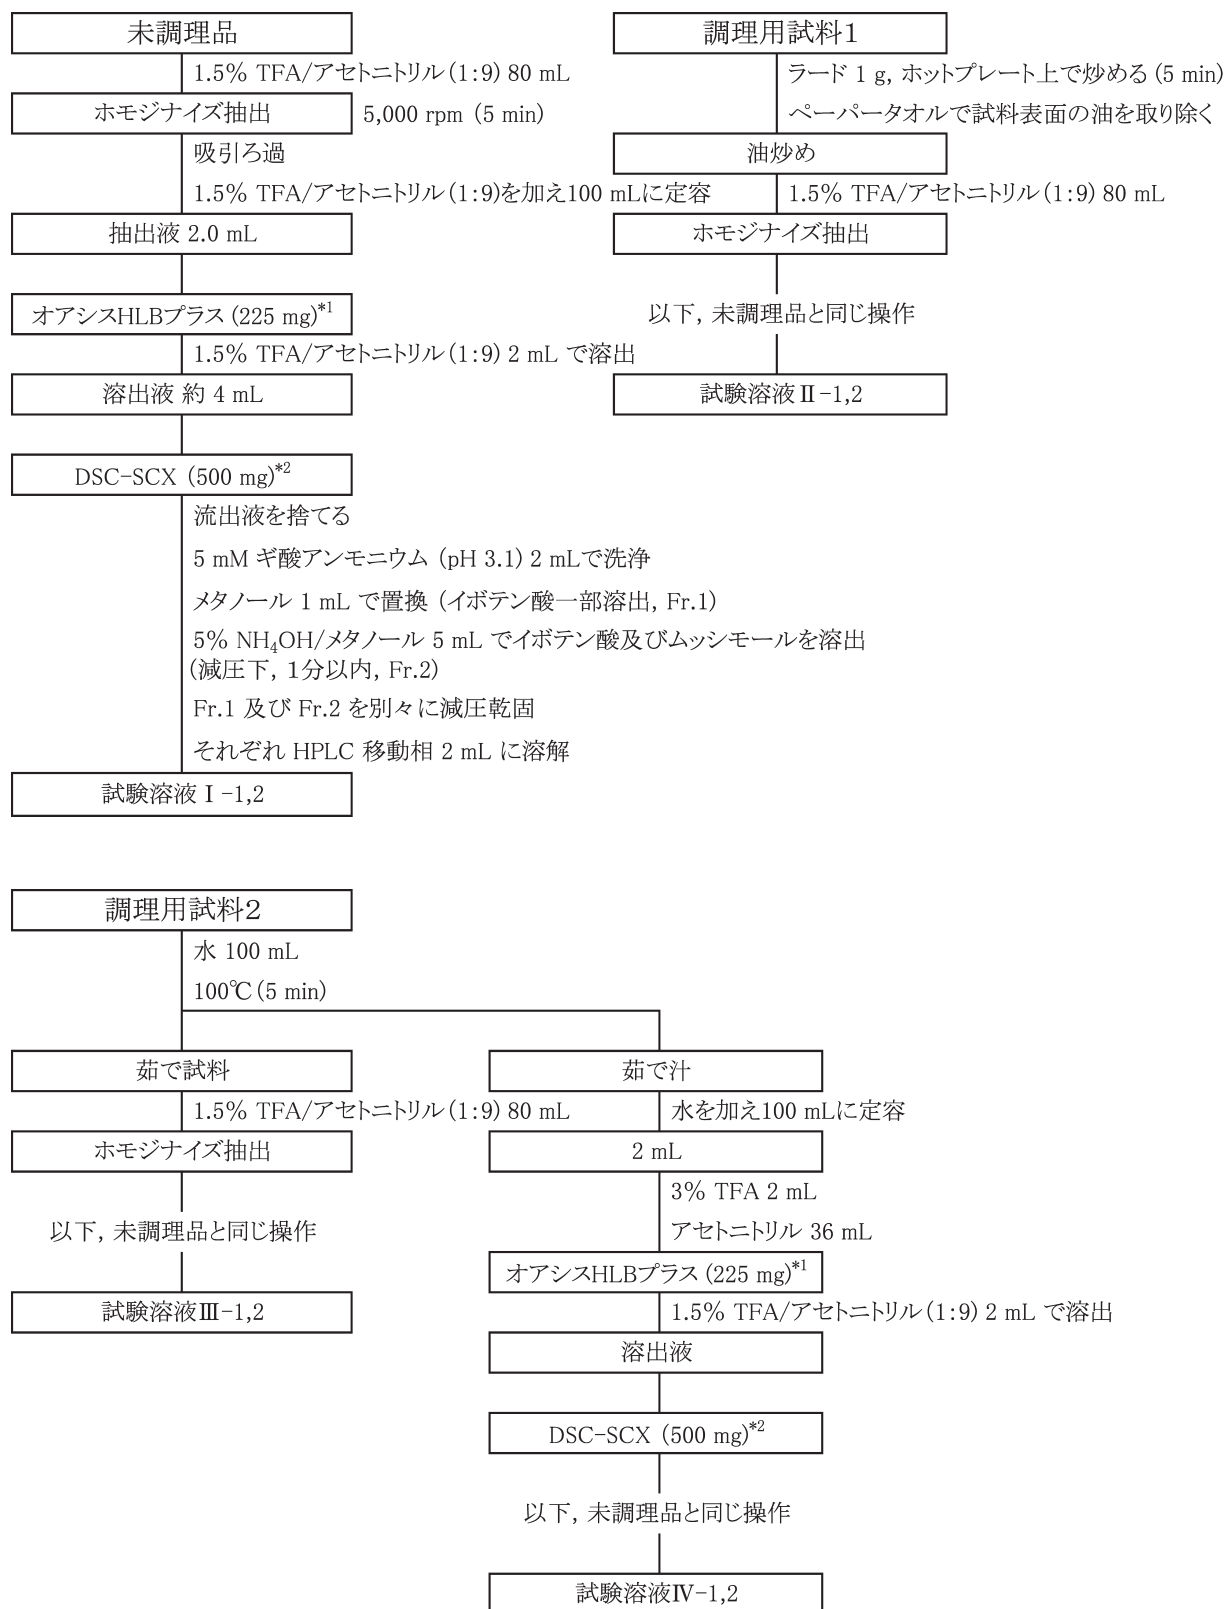 未調理品
1.5% TFA/アセトニトリル(1:9) 80 mL
ホモジナイズ抽出
5,000 rpm (5 min)
吸引ろ過
1.5% TFA/アセトニトリル(1:9)を加え100 mLに定容
抽出液 2.0 mL
オアシスHLBプラス(225 mg)*1
1.5% TFA/アセトニトリル(1:9) 2 mL で溶出
溶出液 約 4 mL
DSC-SCX (500 mg)*2
流出液を捨てる
5 mM ギ酸アンモニウム (pH 3.1) 2 mLで洗浄
メタノール 1 mL で置換 (イボテン酸一部溶出, Fr.1)
5% NH₄OH/メタノール 5 mL でイボテン酸及びムッシモールを溶出
(減圧下, 1分以内, Fr.2)
Fr.1 及び Fr.2 を別々に減圧乾固
それぞれ HPLC 移動相 2 mL に溶解
試験溶液Ⅰ-1,2
調理用試料1
ラード 1 g, ホットプレート上で炒める(5 min)
ペーパータオルで試料表面の油を取り除く
油炒め
1.5% TFA/アセトニトリル(1:9) 80 mL
ホモジナイズ抽出
以下, 未調理品と同じ操作
試験溶液Ⅱ-1,2
調理用試料2
水 100 mL
100℃(5 min)
茹で試料
1.5% TFA/アセトニトリル(1:9) 80 mL
ホモジナイズ抽出
以下, 未調理品と同じ操作
試験溶液Ⅲ-1,2
茹で汁
水を加え100 mLに定容
2 mL
3% TFA 2 mL
アセトニトリル 36 mL
オアシスHLBプラス(225 mg)*1
1.5% TFA/アセトニトリル(1:9) 2 mL で溶出
溶出液
DSC-SCX (500 mg)*2
以下, 未調理品と同じ操作
試験溶液Ⅳ-1,2